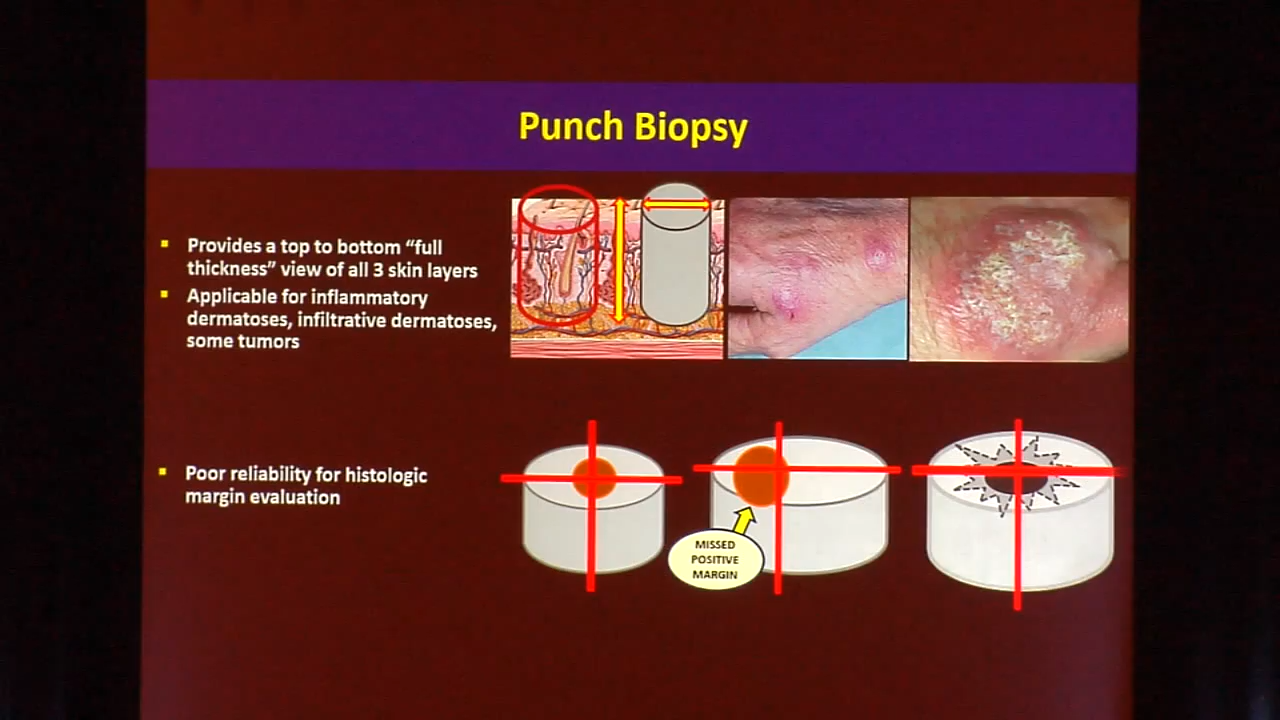 Punch Biopsy
▪ Provides a top to bottom “full
thickness” view of all 3 skin layers
▪ Applicable for inflammatory
dermatoses, infiltrative dermatoses,
some tumors
▪ Poor reliability for histologic
margin evaluation
MISSED
POSITIVE
MARGIN